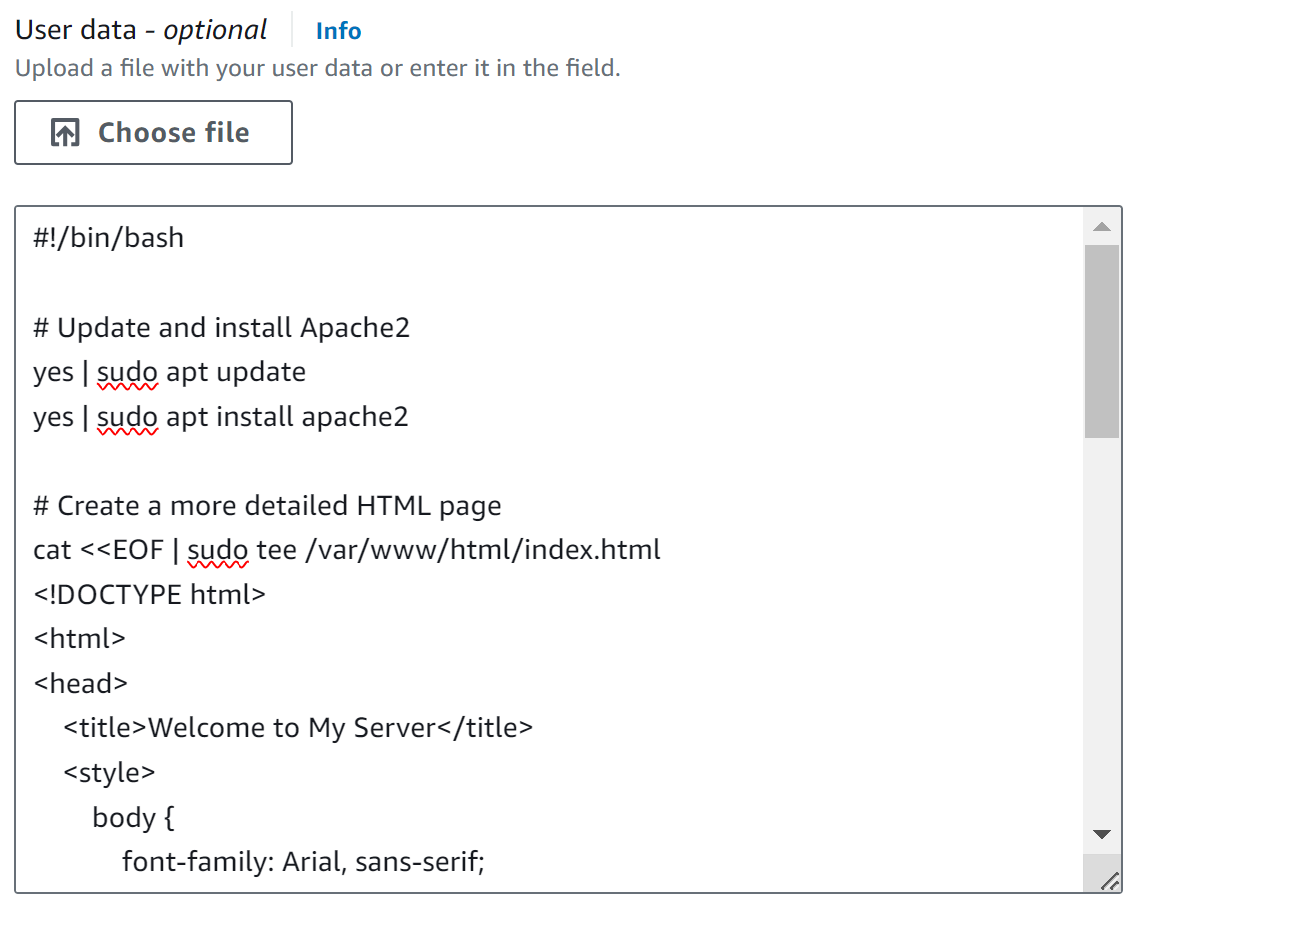 User data - optional Info
Upload a file with your user data or enter it in the field.
Choose file
#!/bin/bash
# Update and install Apache2
yes | sudo apt update
yes | sudo apt install apache2
# Create a more detailed HTML page
cat <<EOF | sudo tee /var/www/html/index.html
<!DOCTYPE html>
<html>
<head>
    <title>Welcome to My Server</title>
    <style>
        body {
            font-family: Arial, sans-serif;